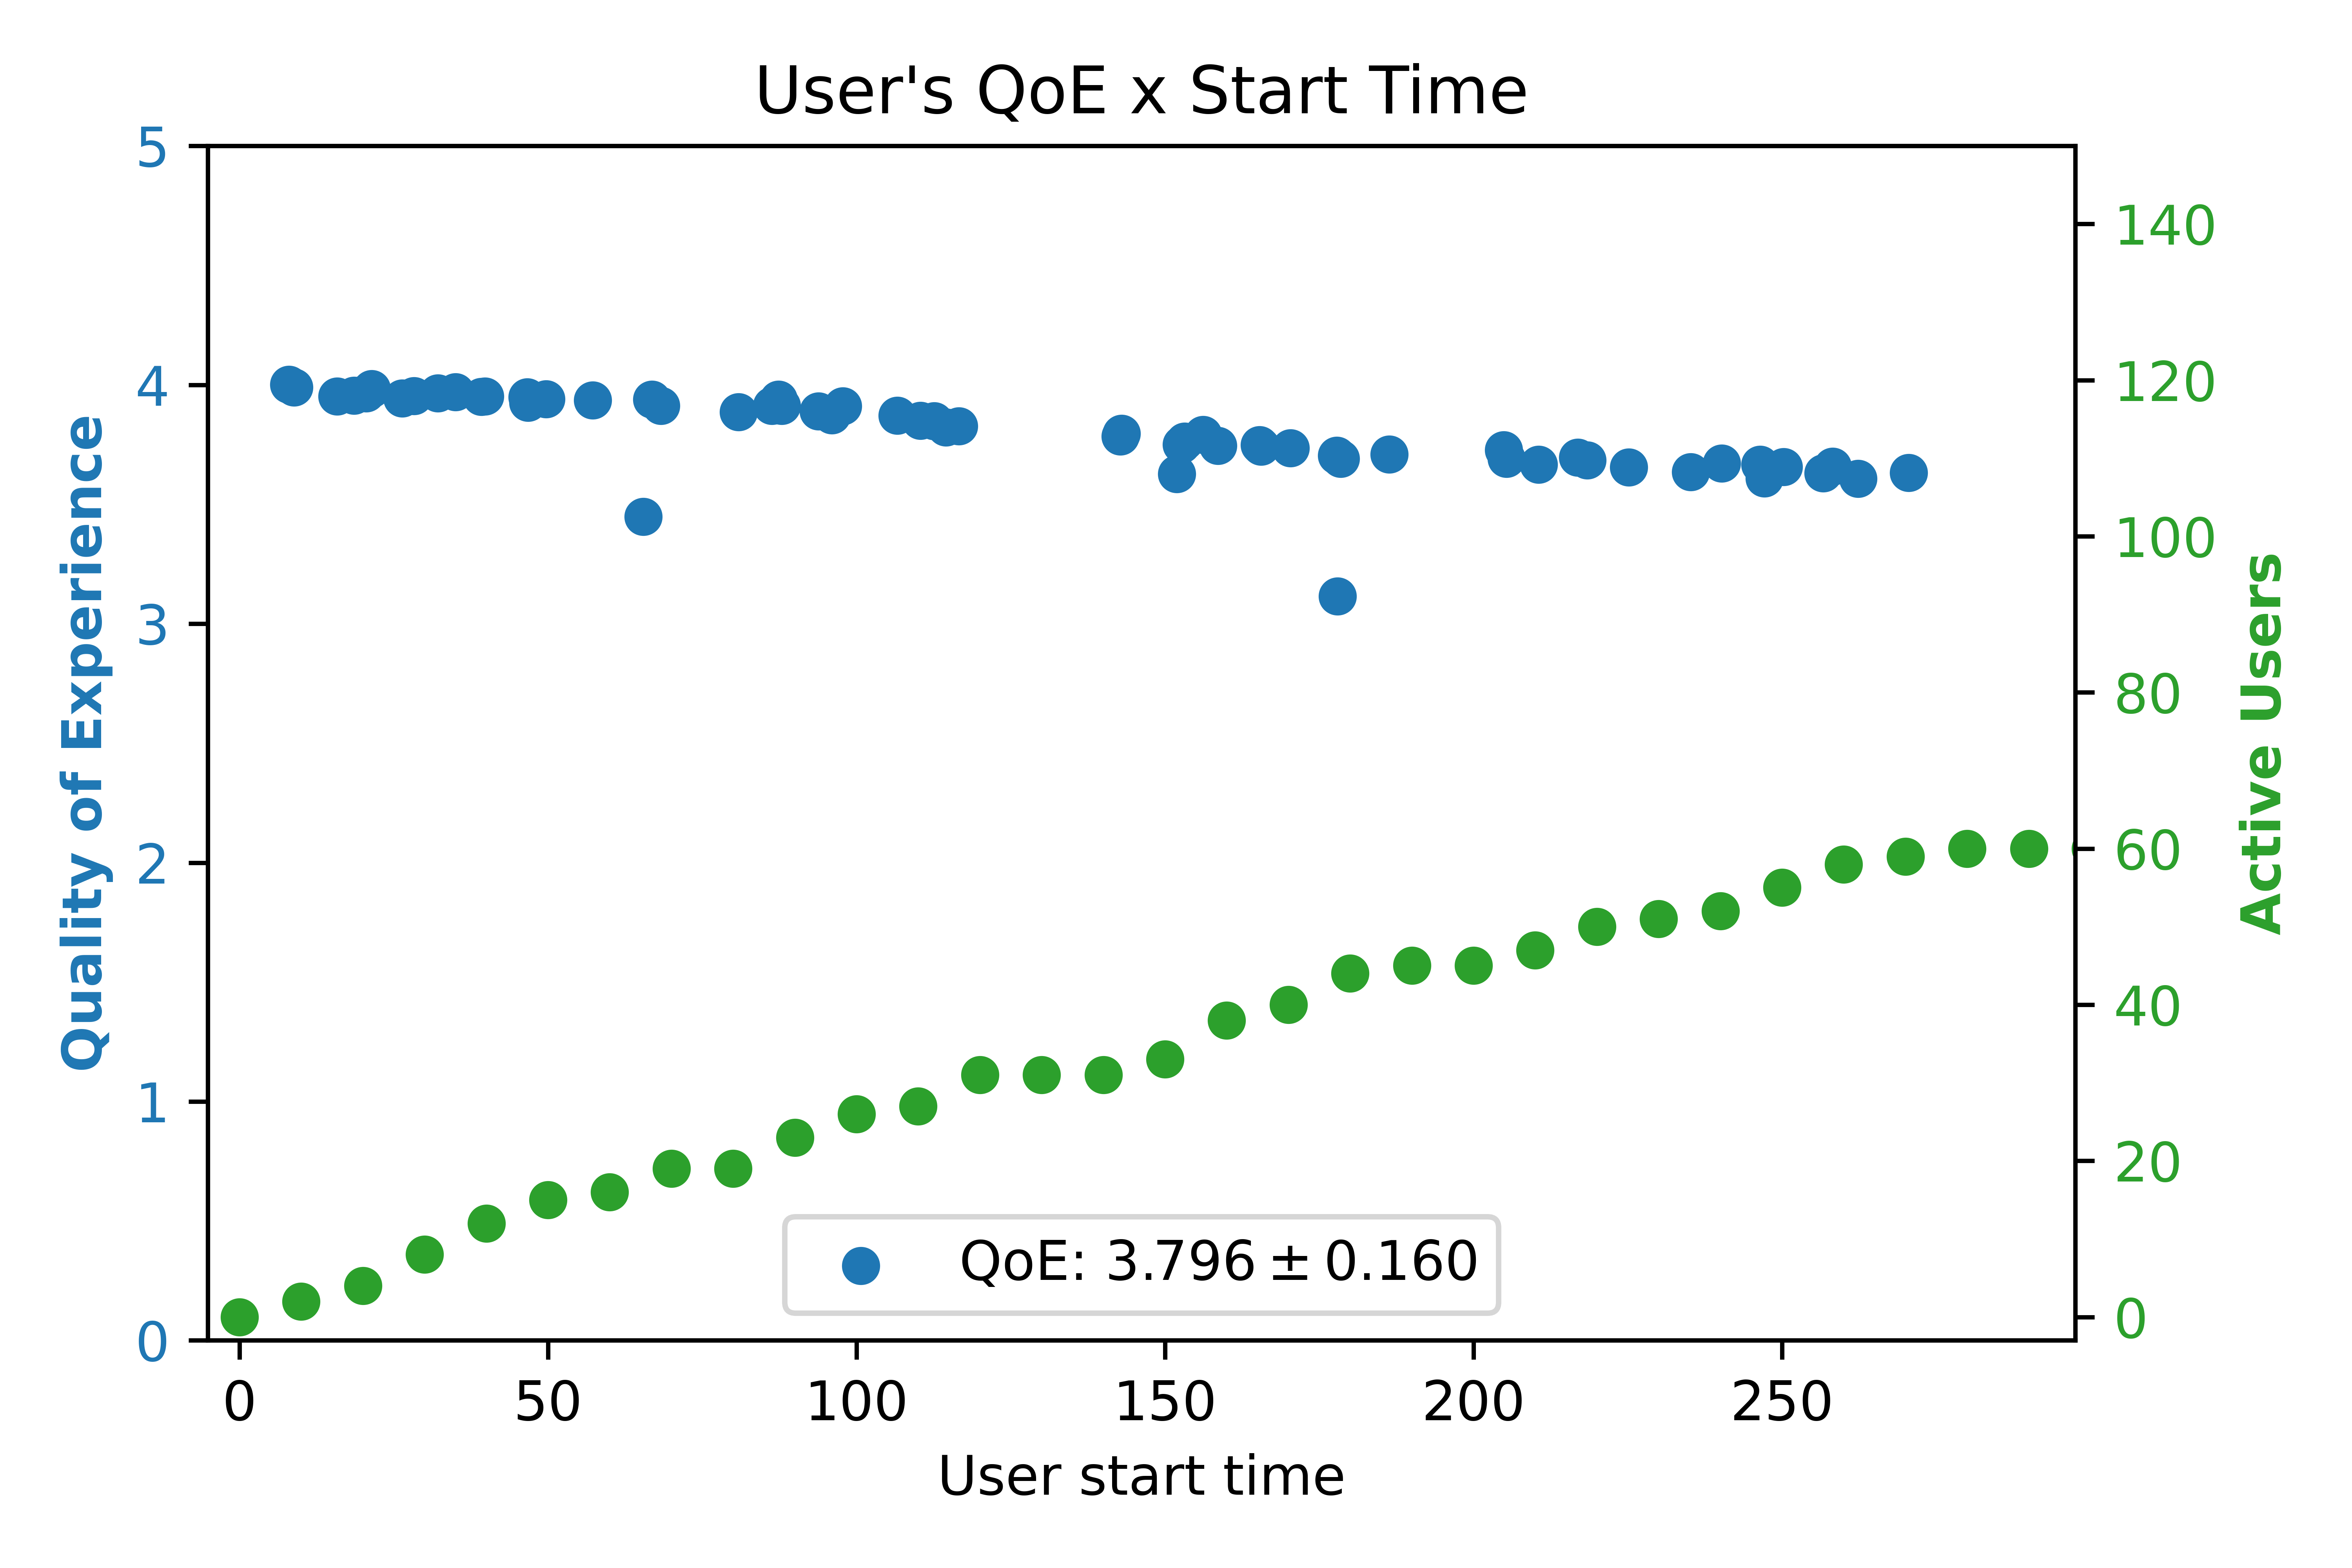 User's QoE x Start Time
5
4
3
2
1
0
Quality of Experience
140
120
100
80
60
40
20
0
Active Users
QoE: 3.796 ± 0.160
0 50 100 150 200 250
User start time